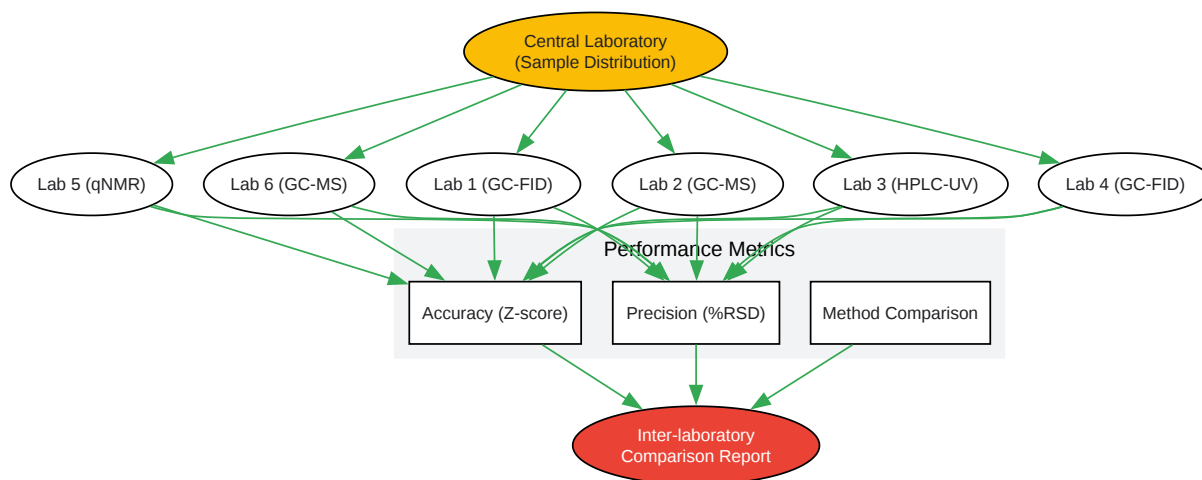 Central Laboratory
(Sample Distribution)
Lab 5 (qNMR)
Lab 6 (GC-MS)
Lab 1 (GC-FID)
Lab 2 (GC-MS)
Lab 3 (HPLC-UV)
Lab 4 (GC-FID)
Performance Metrics
Accuracy (Z-score)
Precision (%RSD)
Method Comparison
Inter-laboratory
Comparison Report